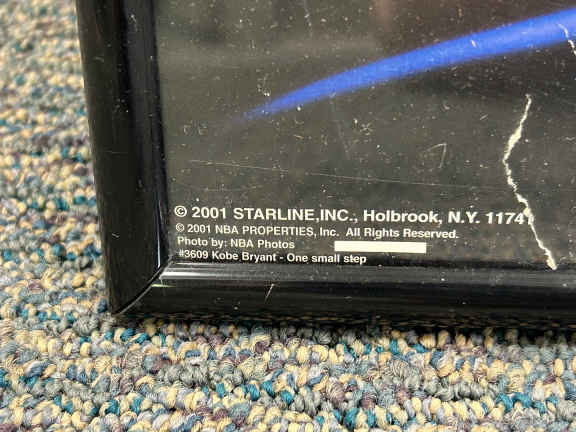 © 2001 STARLINE,INC., Holbrook, N.Y. 11741
© 2001 NBA PROPERTIES, Inc. All Rights Reserved.
Photo by: NBA Photos
#3609 Kobe Bryant - One small step